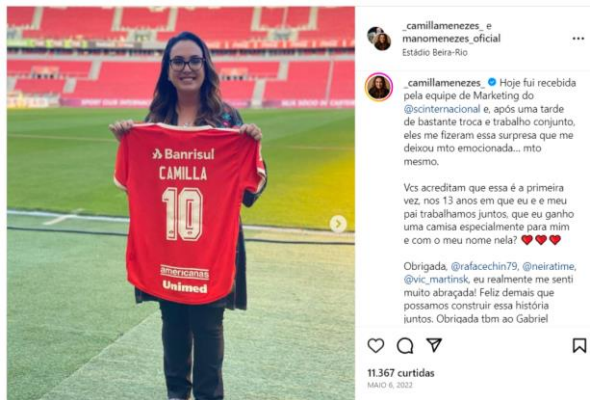 _camillamenezes_ e
manomenezes_oficial
Estádio Beira-Rio
_camillamenezes_ Hoje fui recebida
pela equipe de Marketing do
@scinternacional e, após uma tarde
de bastante troca e trabalho conjunto,
eles me fizeram essa surpresa que me
deixou mto emocionada... mto
mesmo.
Vcs acreditam que essa é a primeira
vez, nos 13 anos em que eu e e meu
pai trabalhamos juntos, que eu ganho
uma camisa especialmente para mim
e com o meu nome nela? ❤️❤️❤️
Obrigada, @rafacechin79, @neiratime,
@vic_martinsk, eu realmente me senti
muito abraçada! Feliz demais que
possamos construir essa história
juntos. Obrigada tbm ao Gabriel
11.367 curtidas
MAIO 6, 2022
SPORT CLUB INTERNACIONAL
Banrisul
CAMILLA
10
americanas
Unimed